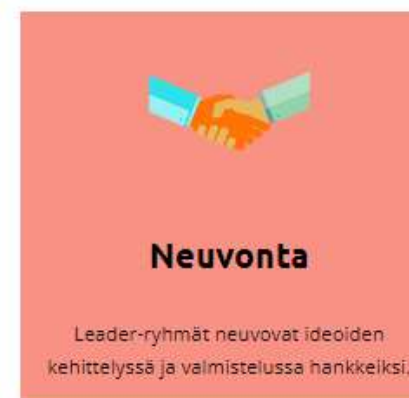 Neuvonta
Leader-ryhmät neuvovat ideoiden
kehittelyssä ja valmistelussa hankkeiksi.